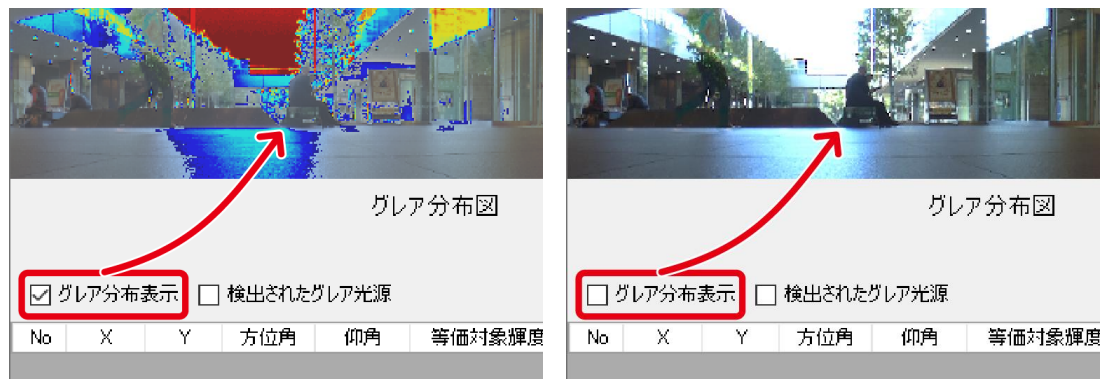 グレア分布図
グレア分布表示 検出されたグレア光源
No X Y 方位角 仰角 等価対象輝度
グレア分布図
グレア分布表示 検出されたグレア光源
No X Y 方位角 仰角 等価対象輝度